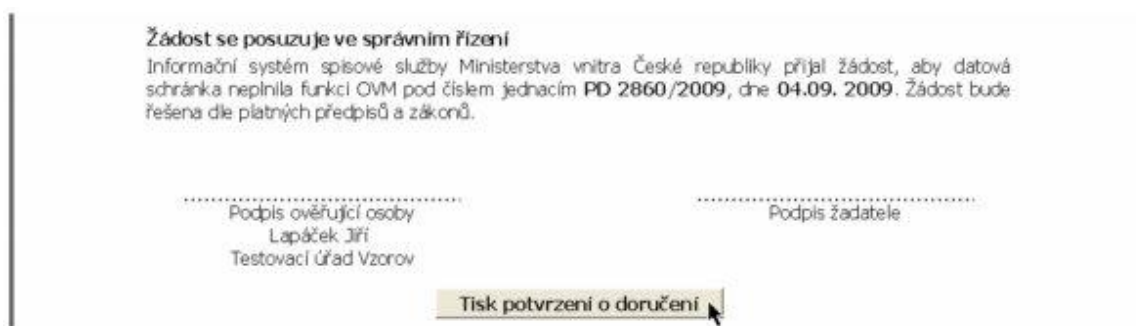 Žádost se posuzuje ve správním řízení
Informační systém spisové služby Ministerstva vnitra České republiky přijal žádost, aby datová
schránka neplnila funkci OVM pod číslem jednacím PD 2860/2009, dne 04.09. 2009. Žádost bude
řešena dle platných předpisů a zákonů.
Podpis ověřující osoby
Podpis žadatele
Lapáček Jiří
Testovací úřad Vzorov
Tisk potvrzení o doručení